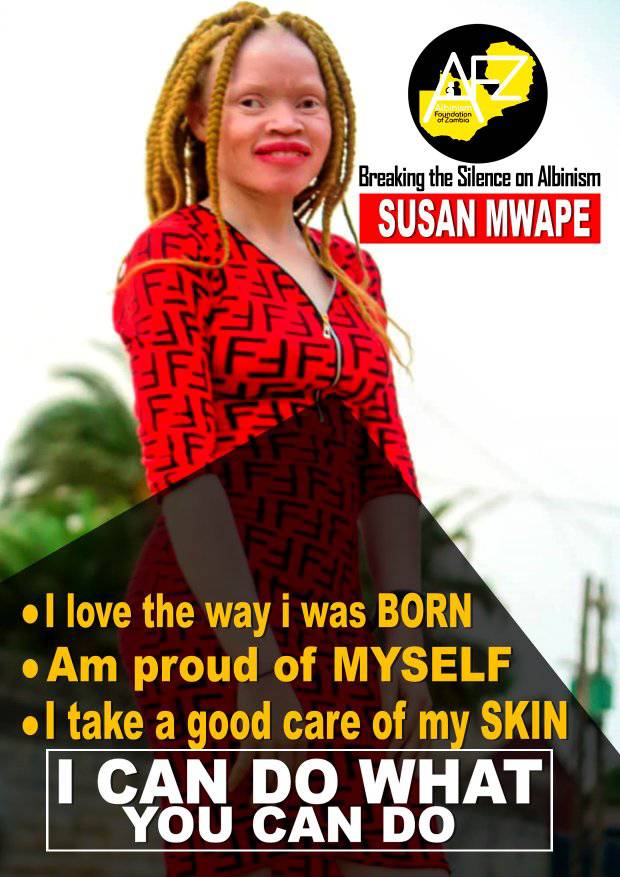 AFZ
Albinism
Foundation
of Zambia
Breaking the Silence on Albinism
SUSAN MWAPE
• I love the way i was BORN
• Am proud of MYSELF
• I take a good care of my SKIN
I CAN DO WHAT
YOU CAN DO